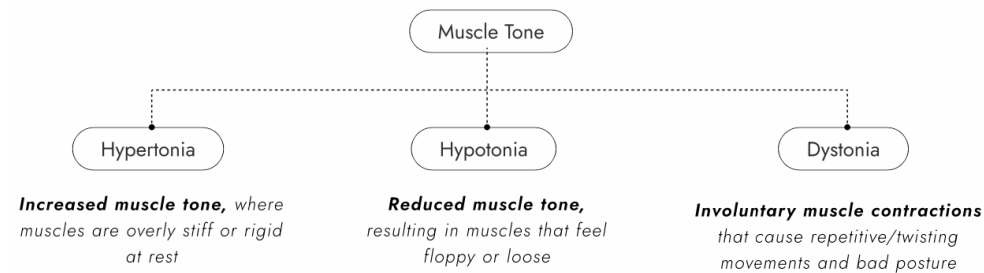 Muscle Tone
Hypertonia
Hypotonia
Dystonia
Increased muscle tone, where
muscles are overly stiff or rigid
at rest
Reduced muscle tone,
resulting in muscles that feel
floppy or loose
Involuntary muscle contractions
that cause repetitive/twisting
movements and bad posture